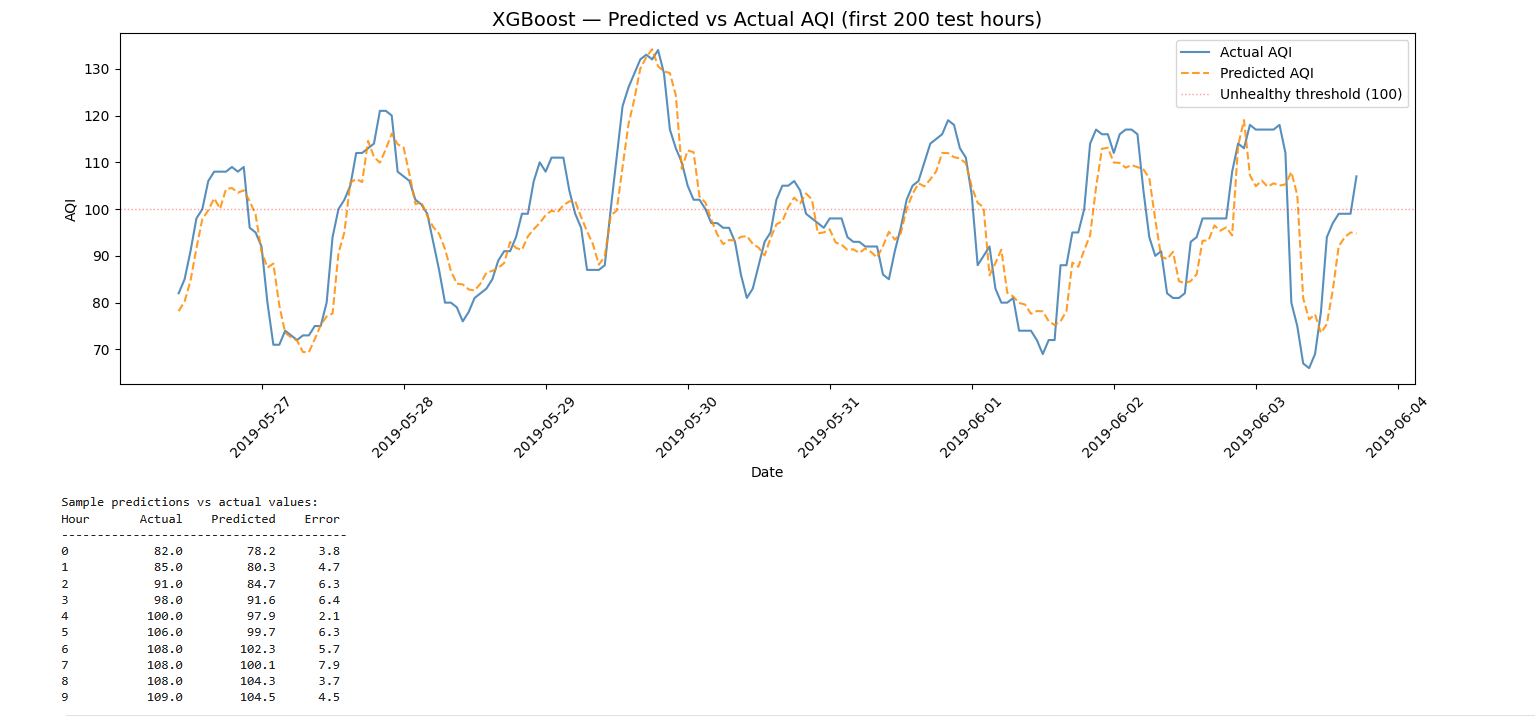 XGBoost — Predicted vs Actual AQI (first 200 test hours)
Actual AQI
Predicted AQI
Unhealthy threshold (100)
130
120
110
100
90
80
70
AQI
2019-05-27
2019-05-28
2019-05-29
2019-05-30
2019-05-31
2019-06-01
2019-06-02
2019-06-03
2019-06-04
Date
Sample predictions vs actual values:
Hour Actual Predicted Error
----------------------------------------
0 82.0 78.2 3.8
1 85.0 80.3 4.7
2 91.0 84.7 6.3
3 98.0 91.6 6.4
4 100.0 97.9 2.1
5 106.0 99.7 6.3
6 108.0 102.3 5.7
7 108.0 100.1 7.9
8 108.0 104.3 3.7
9 109.0 104.5 4.5